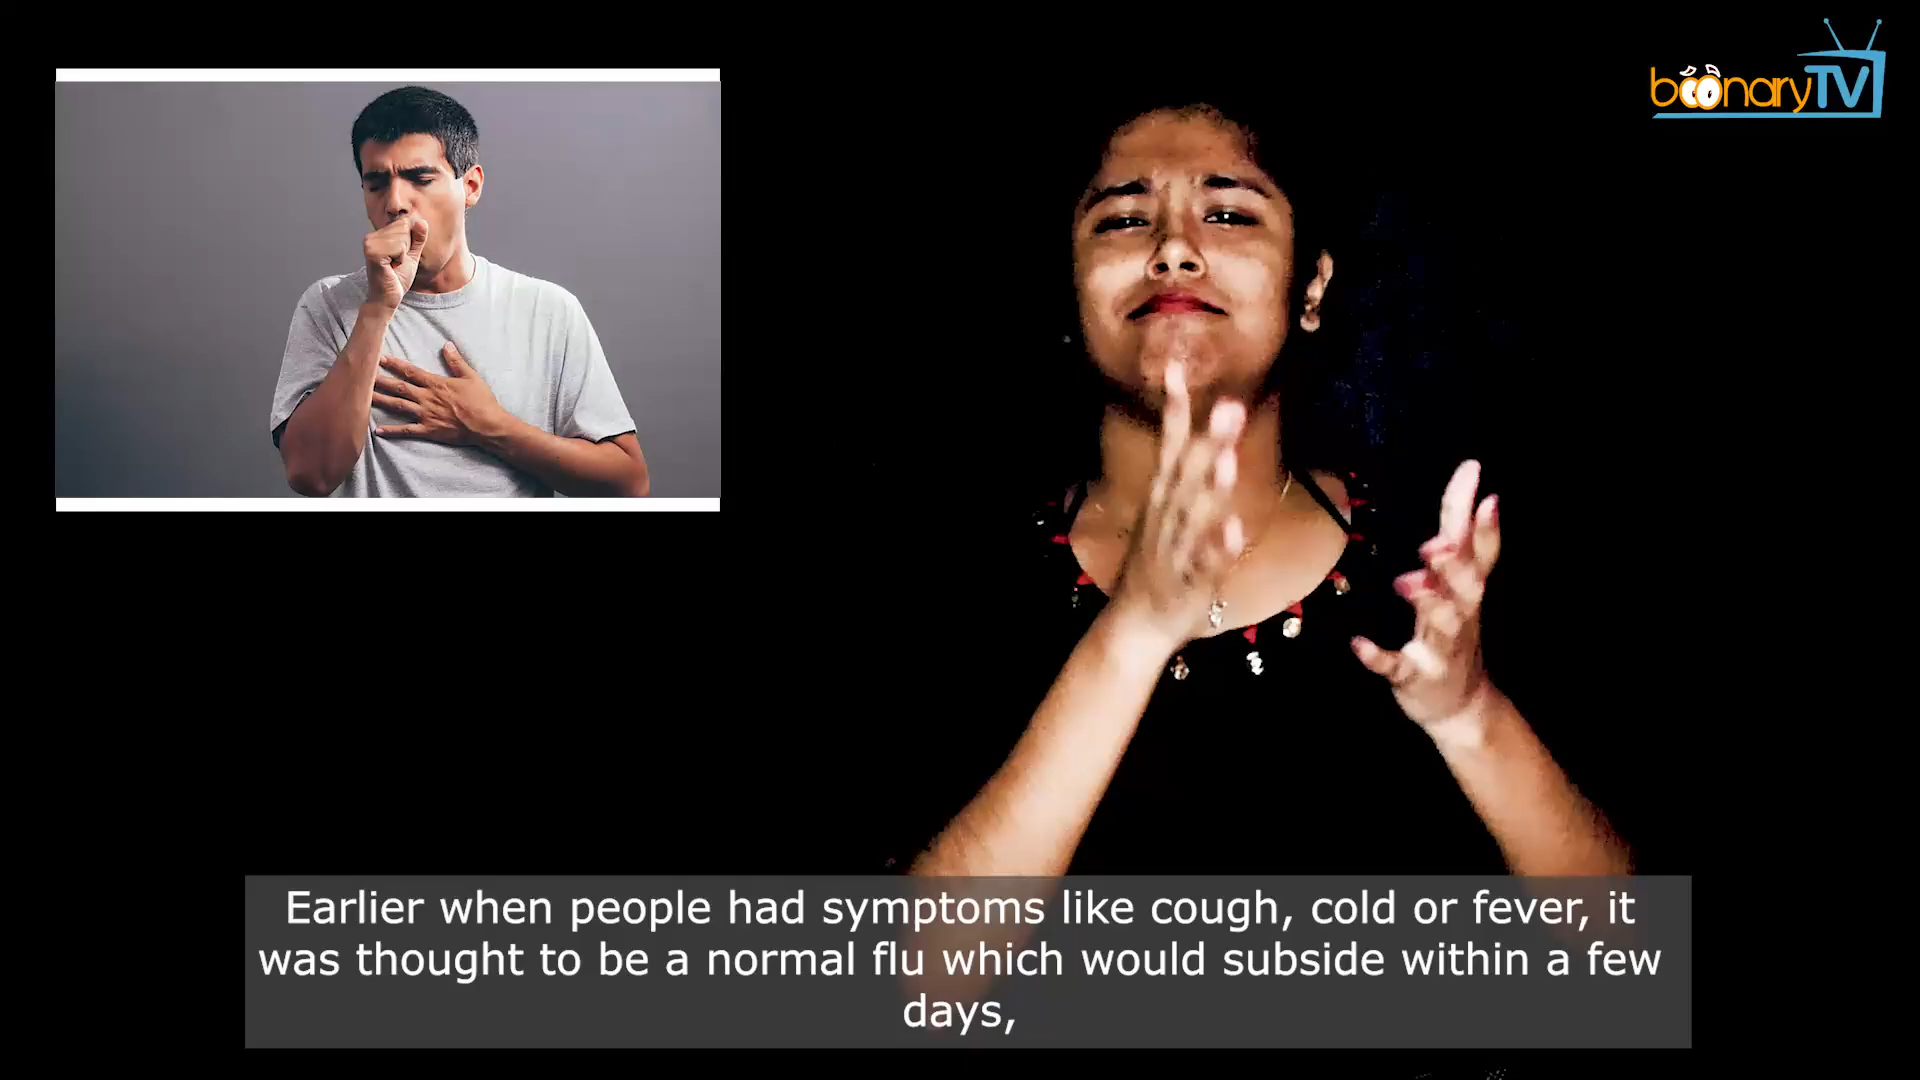 boonaryTV
Earlier when people had symptoms like cough, cold or fever, it
was thought to be a normal flu which would subside within a few
days,